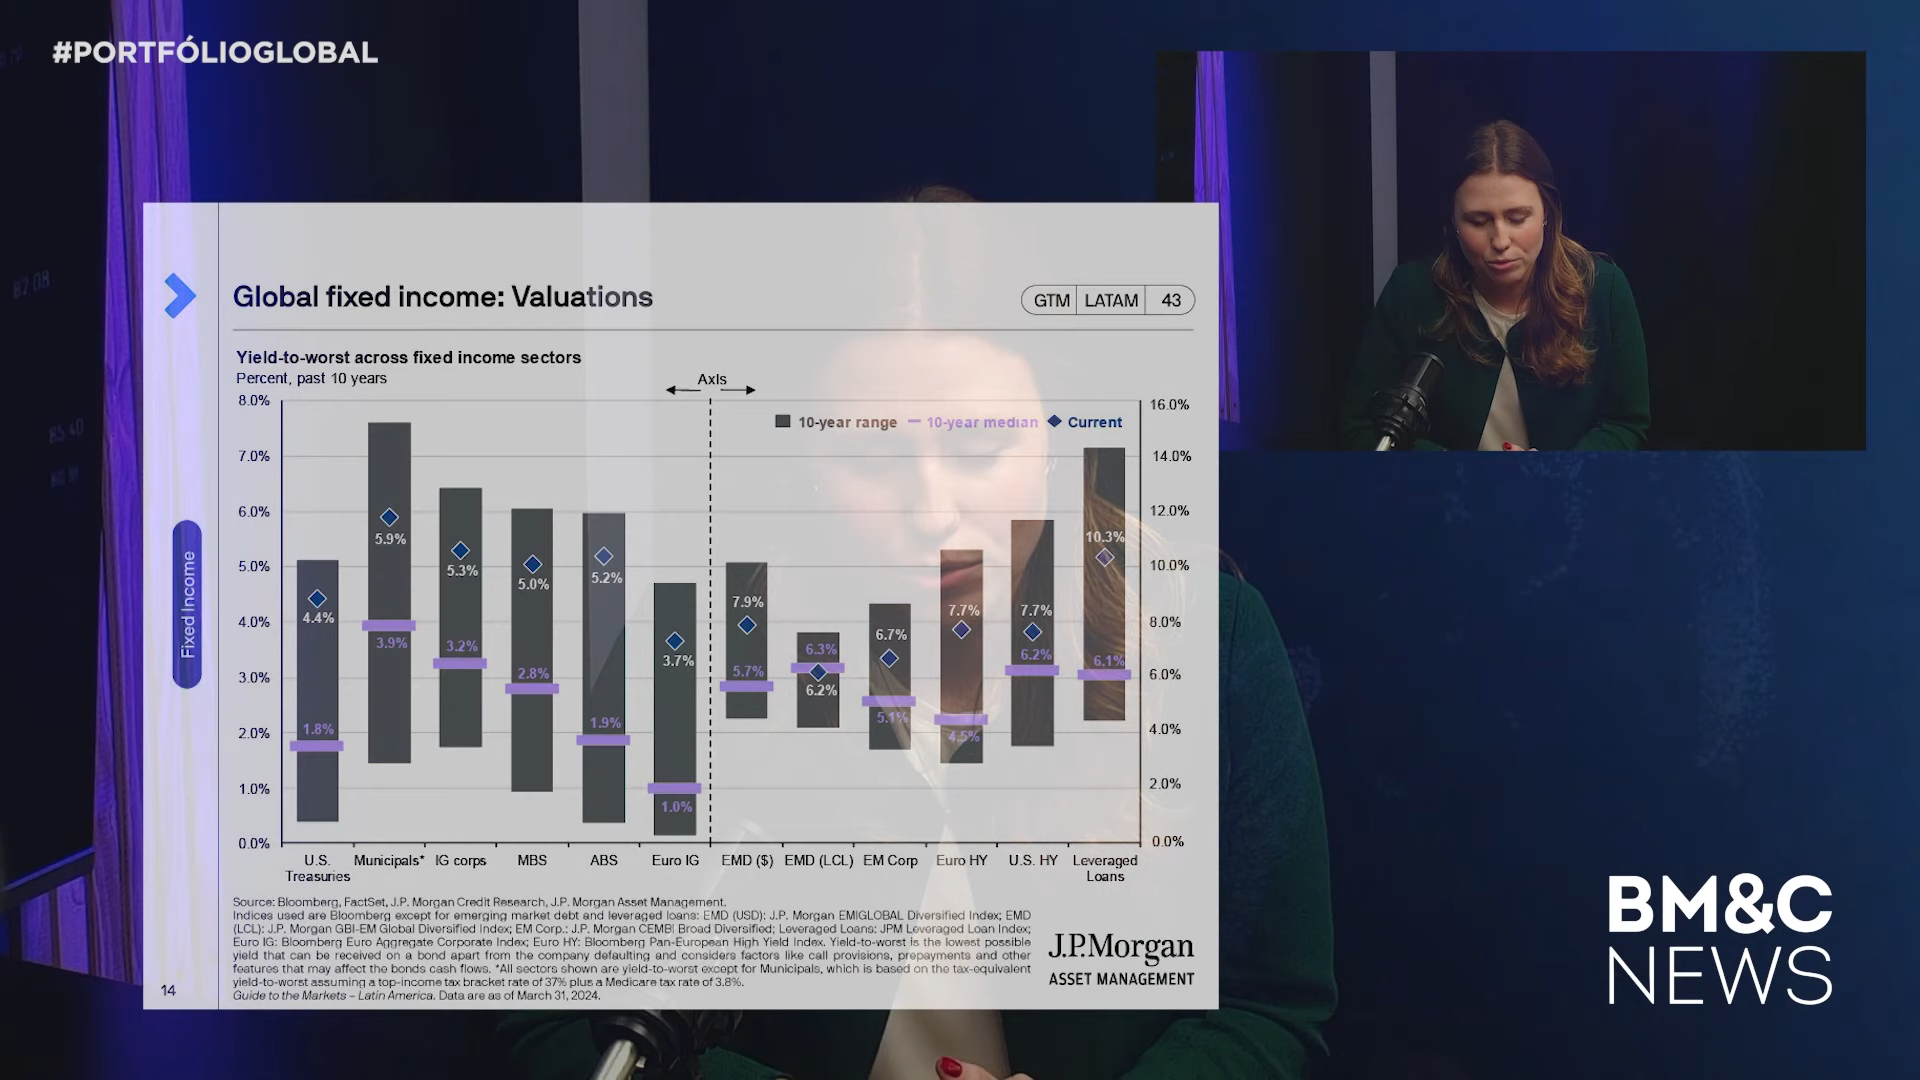 #PORTFÓLIOGLOBAL
Global fixed income: Valuations
GTM LATAM 43
Yield-to-worst across fixed income sectors
Percent, past 10 years
Axis
10-year range 10-year median Current
8.0%
7.0%
6.0%
5.0%
4.0%
3.0%
2.0%
1.0%
0.0%
16.0%
14.0%
12.0%
10.0%
8.0%
6.0%
4.0%
2.0%
0.0%
4.4%
1.8%
5.9%
3.9%
5.3%
3.2%
5.0%
2.8%
5.2%
1.9%
3.7%
1.0%
7.9%
5.7%
6.3%
6.2%
6.7%
5.1%
7.7%
4.5%
7.7%
6.2%
10.3%
6.1%
U.S. Municipals* IG corps MBS ABS Euro IG EMD ($) EMD (LCL) EM Corp Euro HY U.S. HY Leveraged
Treasuries Loans
Fixed Income
Source: Bloomberg, FactSet, J.P. Morgan Credit Research, J.P. Morgan Asset Management.
Indices used are Bloomberg except for emerging market debt and leveraged loans: EMD (USD): J.P. Morgan EMIGLOBAL Diversified Index; EMD
(LCL): J.P. Morgan GBI-EM Global Diversified Index; EM Corp.: J.P. Morgan CEMBI Broad Diversified; Leveraged Loans: JPM Leveraged Loan Index;
Euro IG: Bloomberg Euro Aggregate Corporate Index; Euro HY: Bloomberg Pan-European High Yield Index. Yield-to-worst is the lowest possible
yield that can be received on a bond apart from the company defaulting and considers factors like call provisions, prepayments and other
features that may affect the bonds cash flows. *All sectors shown are yield-to-worst except for Municipals, which is based on the tax-equivalent
yield-to-worst assuming a top-income tax bracket rate of 37% plus a Medicare tax rate of 3.8%.
Guide to the Markets – Latin America. Data are as of March 31, 2024.
14
J.P.Morgan
ASSET MANAGEMENT
BM&C
NEWS